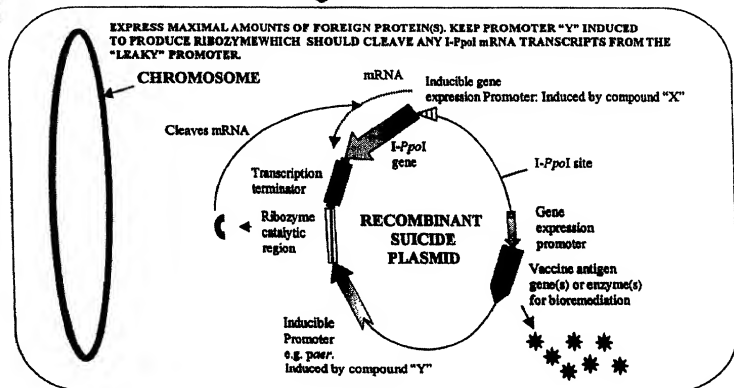 EXPRESS MAXIMAL AMOUNTS OF FOREIGN PROTEIN(S). KEEP PROMOTER "Y" INDUCED
TO PRODUCE RIBOZYMEWHICH SHOULD CLEAVE ANY I-PpoI mRNA TRANSCRIPTS FROM THE
"LEAKY" PROMOTER.
CHROMOSOME
mRNA
Inducible gene
expression Promoter: Induced by compound "X"
Cleaves mRNA
I-PpoI
gene
I-PpoI site
Transcription
terminator
Ribozyme
catalytic
region
RECOMBINANT
SUICIDE
PLASMID
Gene
expression
promoter
Vaccine antigen
gene(s) or enzyme(s)
for bioremediation
Inducible
Promoter
e.g. paer.
Induced by compound "Y"